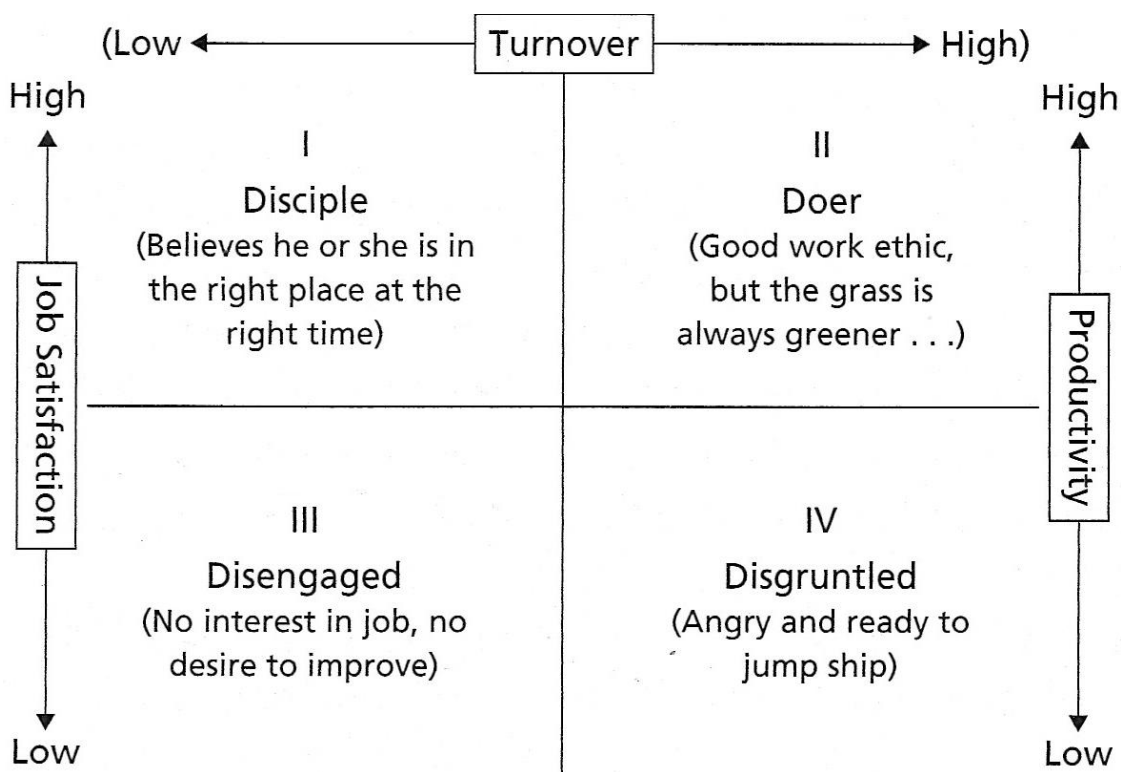 (Low
Turnover
High)
High
High
I
Disciple
(Believes he or she is in
the right place at the
right time)
II
Doer
(Good work ethic,
but the grass is
always greener . . .)
Job Satisfaction
Productivity
III
Disengaged
(No interest in job, no
desire to improve)
IV
Disgruntled
(Angry and ready to
jump ship)
Low
Low